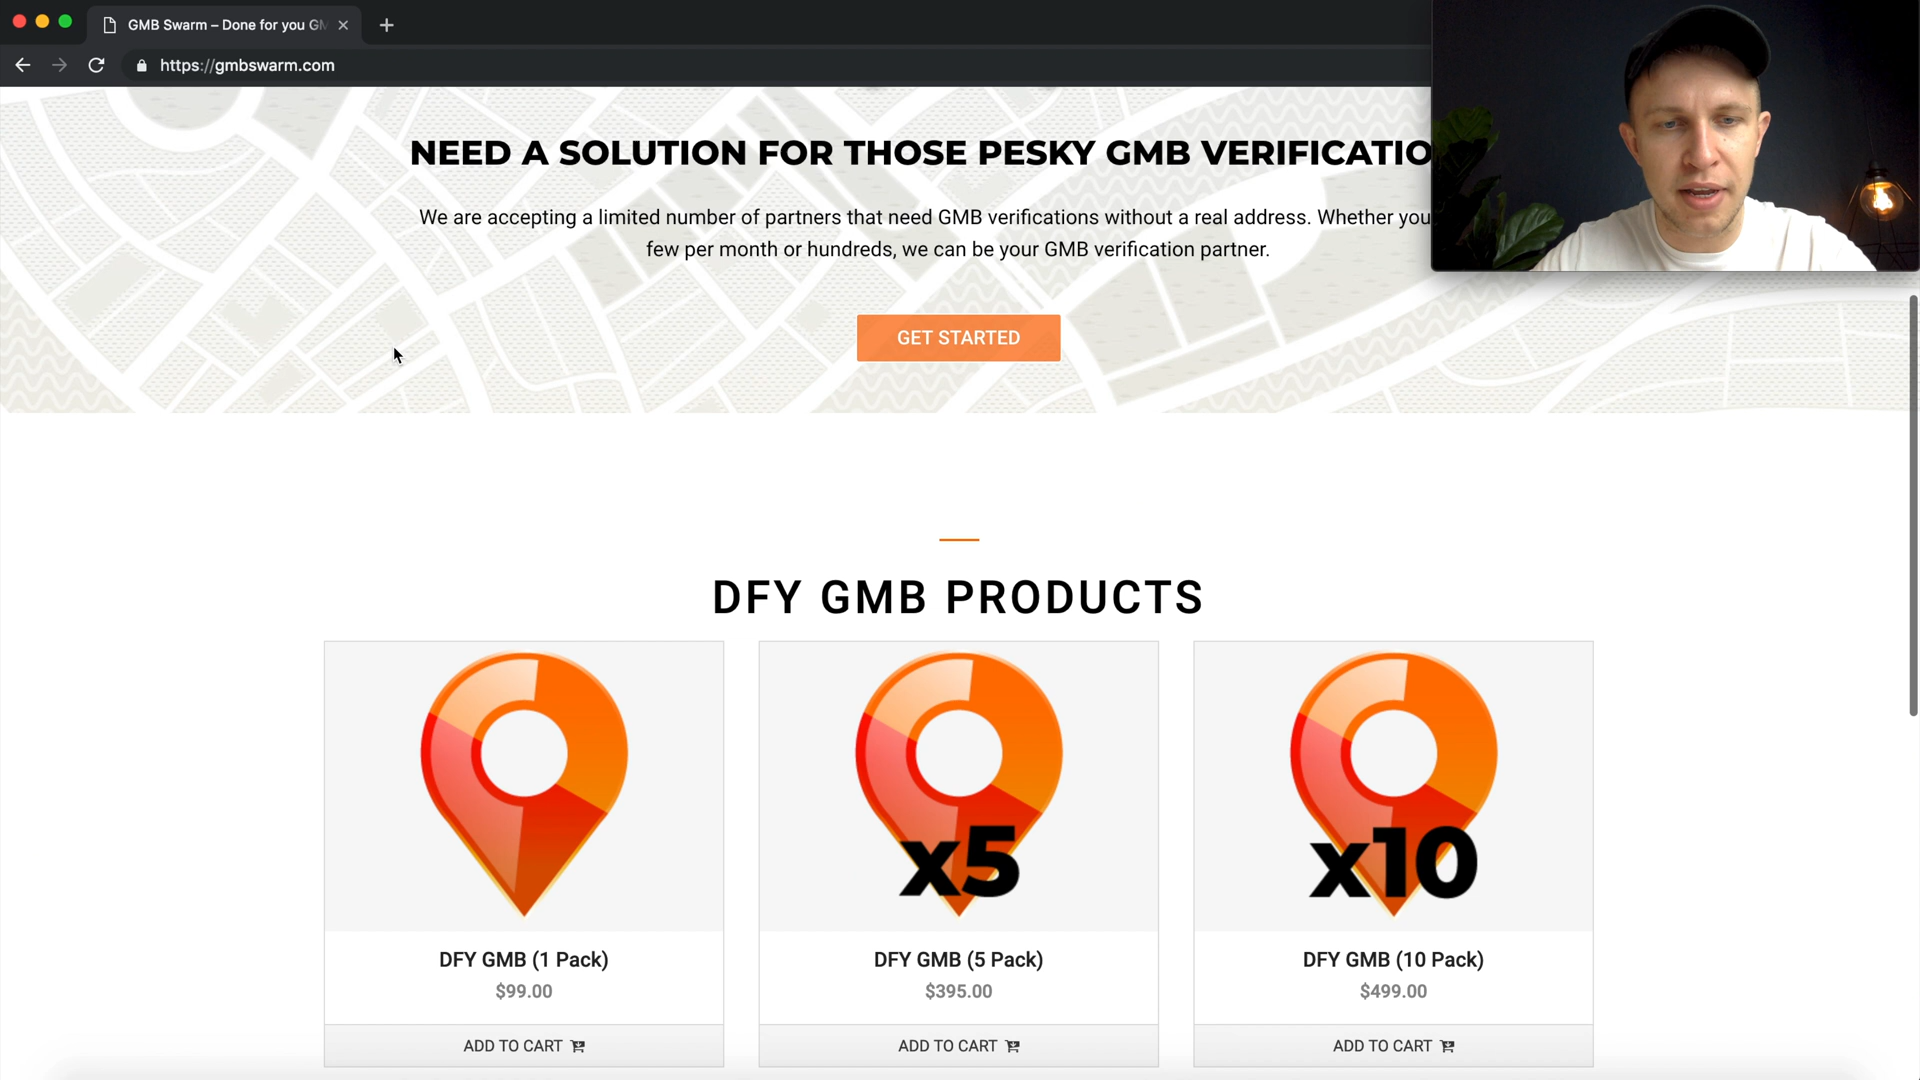 GMB Swarm – Done for you GM
https://gmbswarm.com
NEED A SOLUTION FOR THOSE PESKY GMB VERIFICATIO
We are accepting a limited number of partners that need GMB verifications without a real address. Whether you
few per month or hundreds, we can be your GMB verification partner.
GET STARTED
DFY GMB PRODUCTS
x5
x10
DFY GMB (1 Pack)
DFY GMB (5 Pack)
DFY GMB (10 Pack)
$99.00
$395.00
$499.00
ADD TO CART
ADD TO CART
ADD TO CART